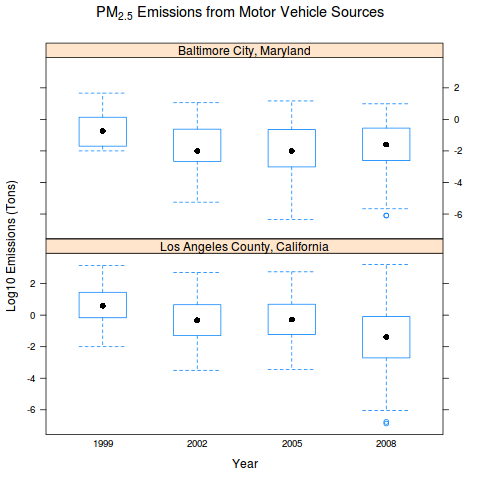 PM2.5 Emissions from Motor Vehicle Sources
Baltimore City, Maryland
2
0
-2
-4
-6
Los Angeles County, California
2
0
-2
-4
-6
Log10 Emissions (Tons)
1999 2002 2005 2008
Year